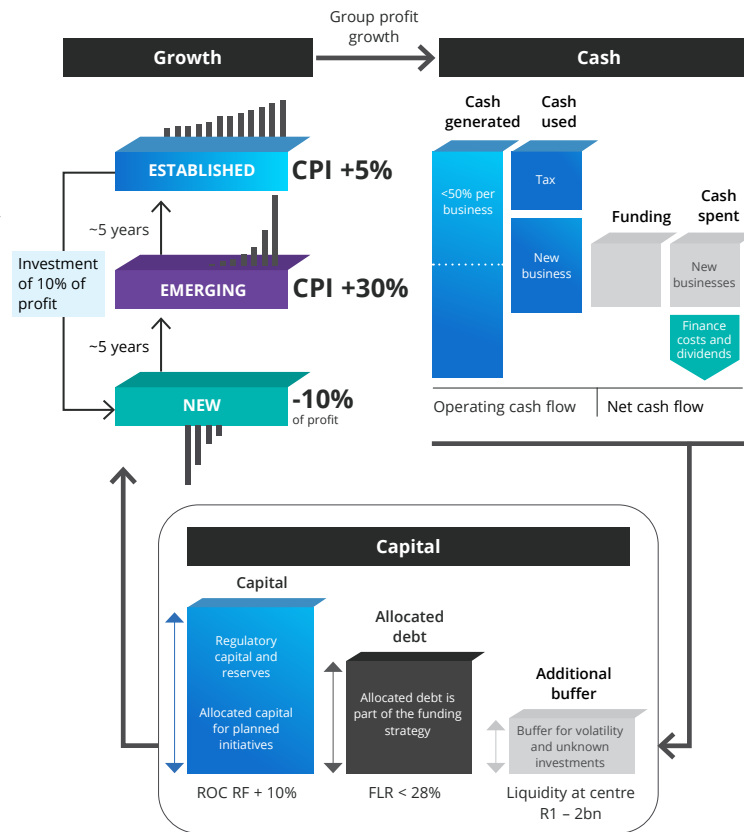 Group profit
growth
Growth
Cash
ESTABLISHED
CPI +5%
~5 years
Investment
of 10% of
profit
EMERGING
CPI +30%
~5 years
NEW
-10%
of profit
Cash
generated
Cash
used
<50% per
business
Tax
New
business
Funding
Cash
spent
New
businesses
Finance
costs and
dividends
Operating cash flow
Net cash flow
Capital
Capital
Regulatory
capital and
reserves
Allocated capital
for planned
initiatives
ROC RF + 10%
Allocated
debt
Allocated debt is
part of the funding
strategy
FLR < 28%
Additional
buffer
Buffer for volatility
and unknown
investments
Liquidity at centre
R1 – 2bn